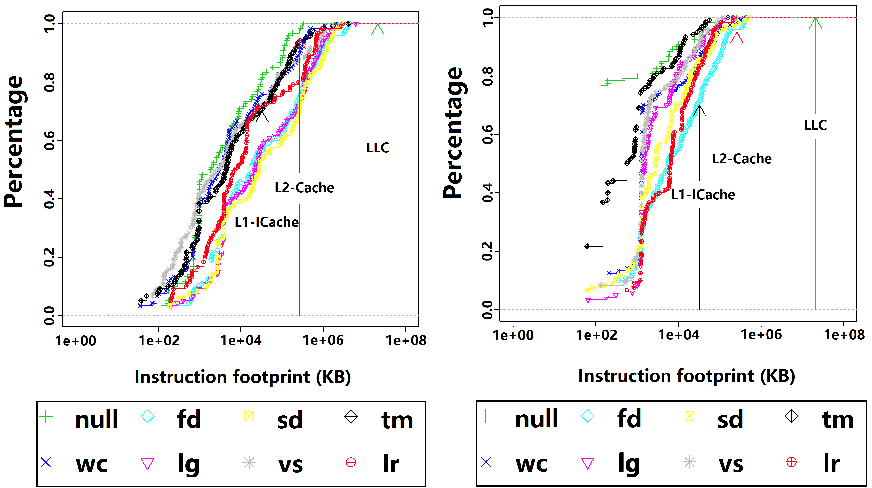 Percentage
1.0
0.8
0.6
0.4
0.2
0.0
LLC
L2-Cache
L1-ICache
1e+00 1e+02 1e+04 1e+06 1e+08
Instruction footprint (KB)
null fd sd tm
wc lg vs lr
Percentage
1.0
0.8
0.6
0.4
0.2
0.0
LLC
L2-Cache
L1-ICache
1e+00 1e+02 1e+04 1e+06 1e+08
Instruction footprint (KB)
null fd sd tm
wc lg vs lr